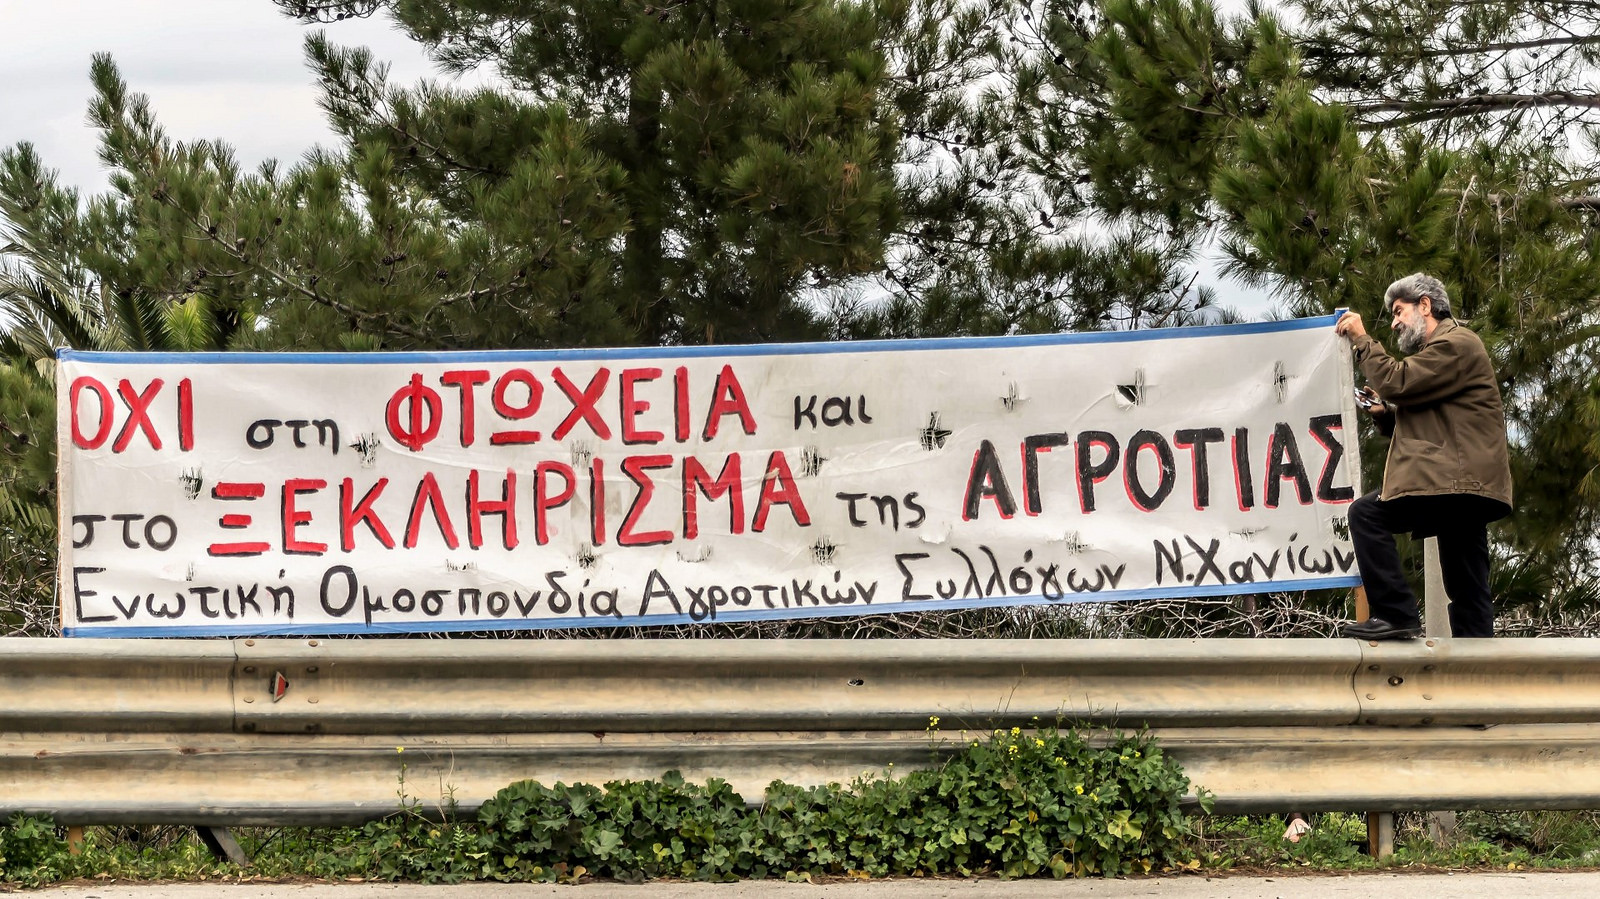 ΟΧΙ στη ΦΤΩΧΕΙΑ και
στο ΞΕΚΛΗΡΙΣΜΑ της ΑΓΡΟΤΙΑΣ
Ενωτική Ομοσπονδία Αγροτικών Συλλόγων Ν.Χανίων